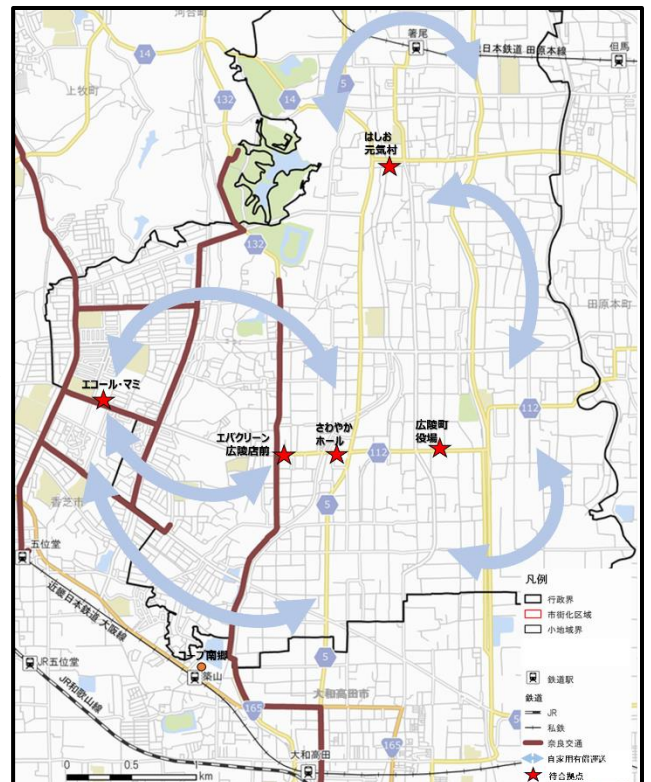 河合町
箸尾
日本鉄道 田原本線
但馬
14
5
上牧町
132
14
はしお
元気村
132
田原本町
エコール・マミ
112
エバクリーン
広陵店前
さわやか
ホール
広陵町
役場
112
香芝市
5
五位堂
近畿日本鉄道 大阪線
凡例
行政界
市街化区域
小地域界
コープ南郷
JR五位堂
築山
5
鉄道駅
JR和歌山線
大和高田市
鉄道
JR
私鉄
165
奈良交通
165
自家用有償運送
大和高田
待合拠点
0 0.5 1
km